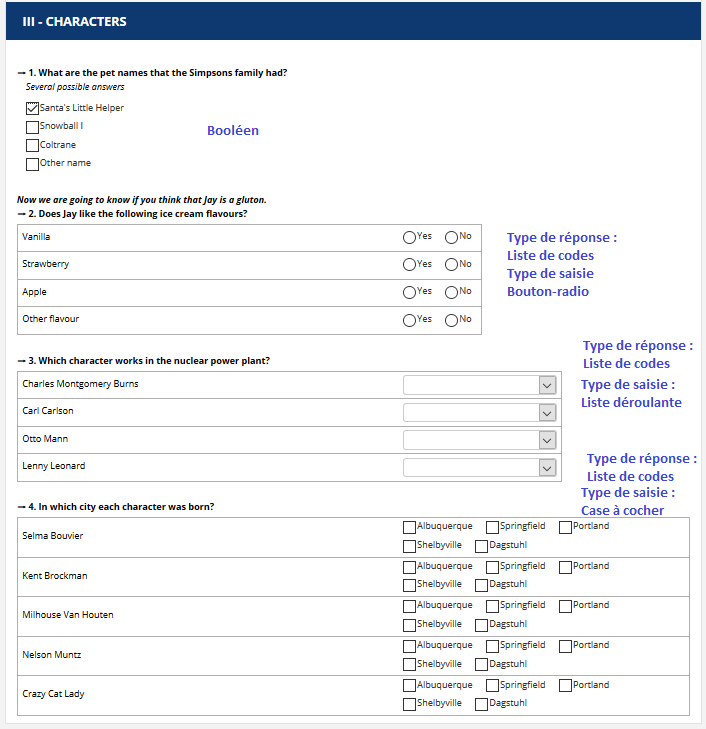 III - CHARACTERS
➞ 1. What are the pet names that the Simpsons family had?
Several possible answers
Santa's Little Helper
Snowball I
Coltrane
Other name
Booléen
Now we are going to know if you think that Jay is a gluton.
➞ 2. Does Jay like the following ice cream flavours?
Vanilla Yes No
Strawberry Yes No
Apple Yes No
Other flavour Yes No
Type de réponse :
Liste de codes
Type de saisie
Bouton-radio
➞ 3. Which character works in the nuclear power plant?
Charles Montgomery Burns
Carl Carlson
Otto Mann
Lenny Leonard
Type de réponse :
Liste de codes
Type de saisie :
Liste déroulante
Type de réponse :
Liste de codes
Type de saisie :
Case à cocher
➞ 4. In which city each character was born?
Selma Bouvier
Albuquerque Springfield Portland
Shelbyville Dagstuhl
Kent Brockman
Albuquerque Springfield Portland
Shelbyville Dagstuhl
Milhouse Van Houten
Albuquerque Springfield Portland
Shelbyville Dagstuhl
Nelson Muntz
Albuquerque Springfield Portland
Shelbyville Dagstuhl
Crazy Cat Lady
Albuquerque Springfield Portland
Shelbyville Dagstuhl